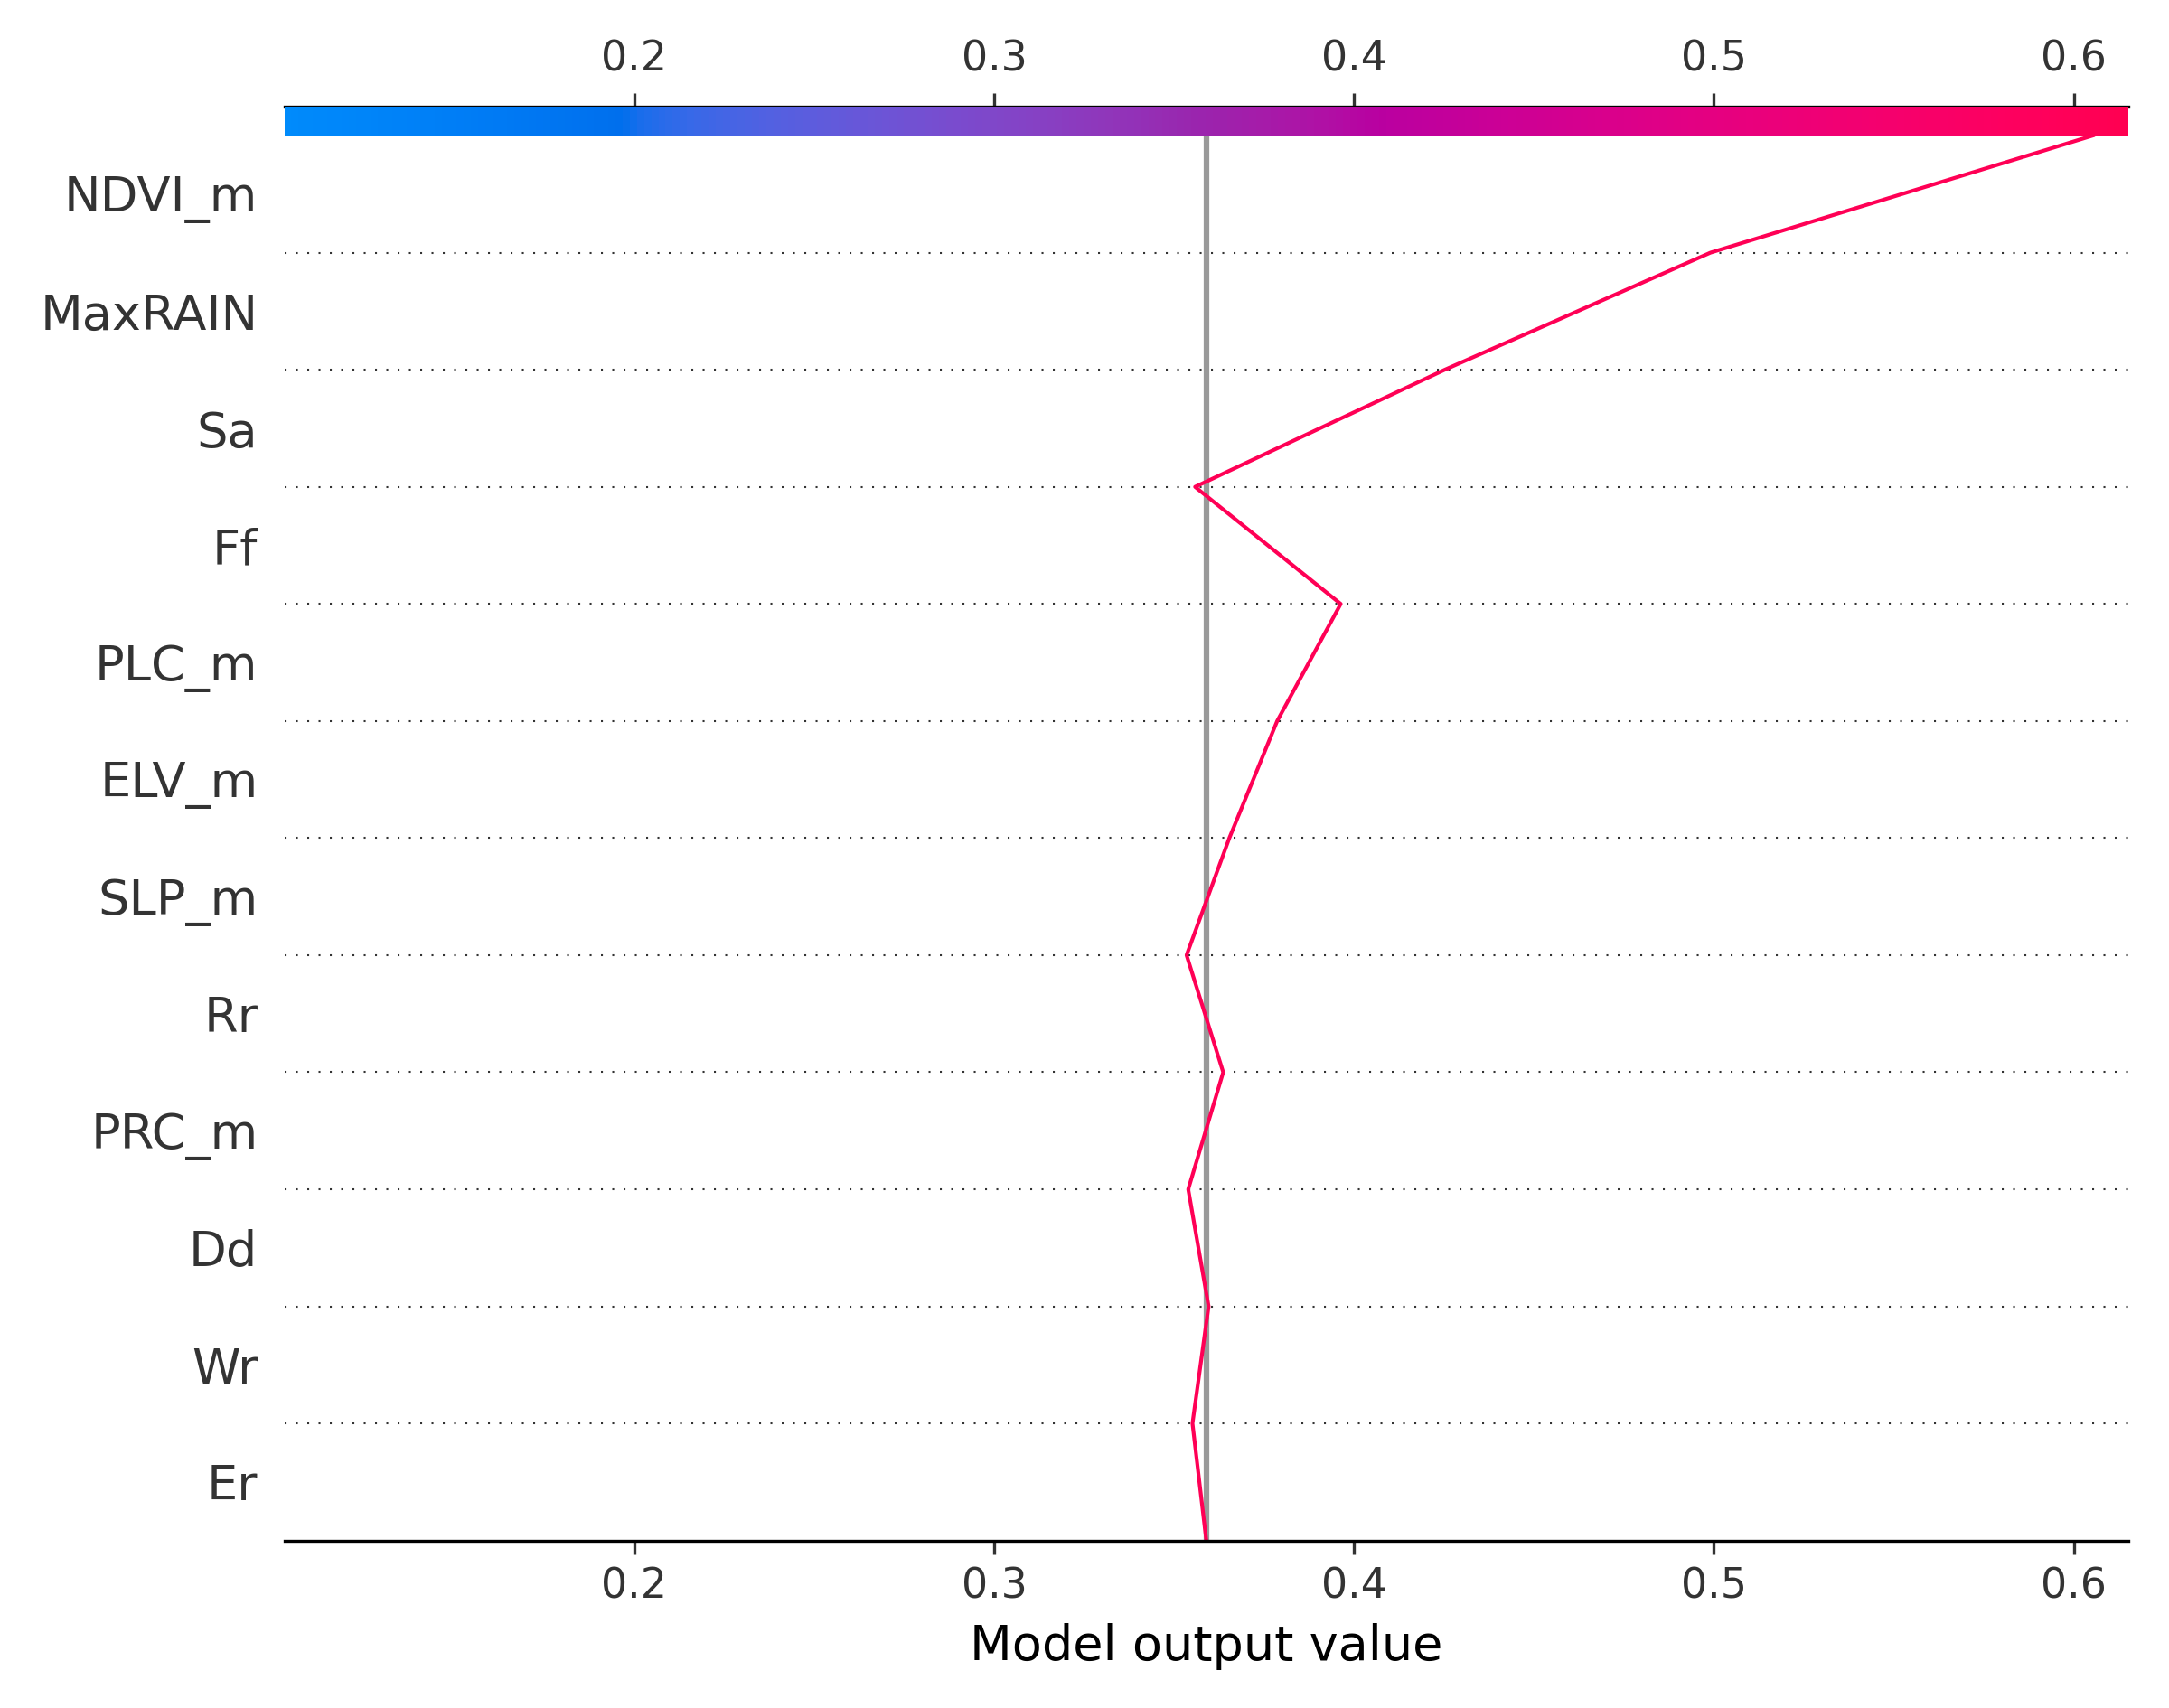 0.2 0.3 0.4 0.5 0.6
NDVI_m
MaxRAIN
Sa
Ff
PLC_m
ELV_m
SLP_m
Rr
PRC_m
Dd
Wr
Er
0.2 0.3 0.4 0.5 0.6
Model output value